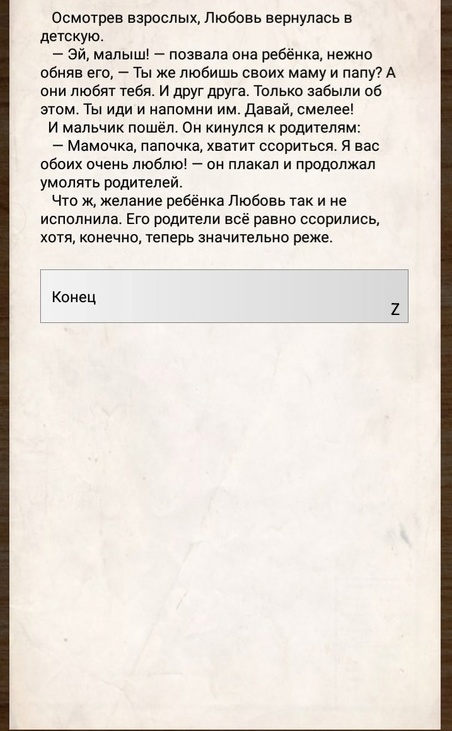 Осмотрев взрослых, Любовь вернулась в
детскую.
— Эй, малыш! — позвала она ребёнка, нежно
обняв его, — Ты же любишь своих маму и папу? А
они любят тебя. И друг друга. Только забыли об
этом. Ты иди и напомни им. Давай, смелее!
И мальчик пошёл. Он кинулся к родителям:
— Мамочка, папочка, хватит ссориться. Я вас
обоих очень люблю! — он плакал и продолжал
умолять родителей.
Что ж, желание ребёнка Любовь так и не
исполнила. Его родители всё равно ссорились,
хотя, конечно, теперь значительно реже.
Конец
Z